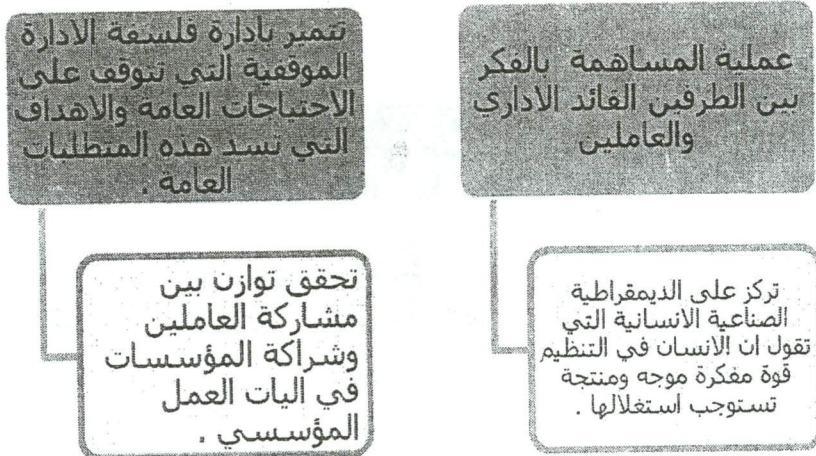 عملية المساهمة بالفكر
بين الطرفين القائد الاداري
والعاملين
تركز على الديمقراطية
الصناعية الانسانية التي
تقول ان الانسان في التنظيم
قوة مفكرة موجه ومنتجة
تستوجب استغلالها .
تتميز بادارة فلسفة الادارة
الموقفية التي تتوقف على
الاحتياجات العامة والاهداف
التي تسد هذه المتطلبات
العامة .
تحقق توازن بين
مشاركة العاملين
وشراكة المؤسسات
في اليات العمل
المؤسسي .